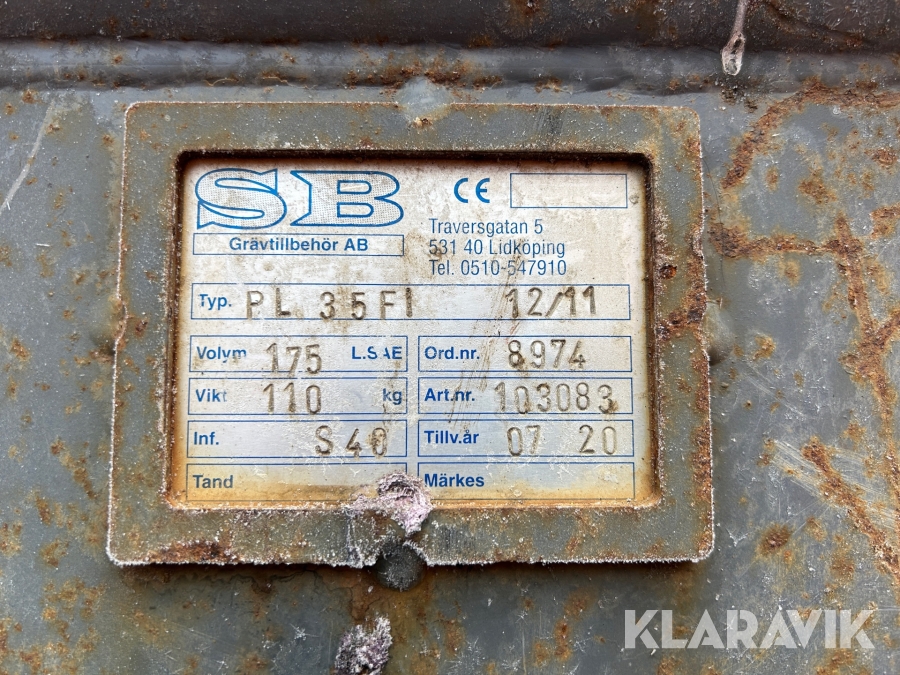 SB
Grävtillbehör AB
CE
Traversgatan 5
531 40 Lidköping
Tel. 0510-547910
Typ. PL 35FI 12/11
Volym 175 L.SAE
Ord.nr. 8974
Vikt 110 kg
Art.nr. 103083
Inf. S40
Tillv.år 07 20
Tand
Märkes
KLARAVIK